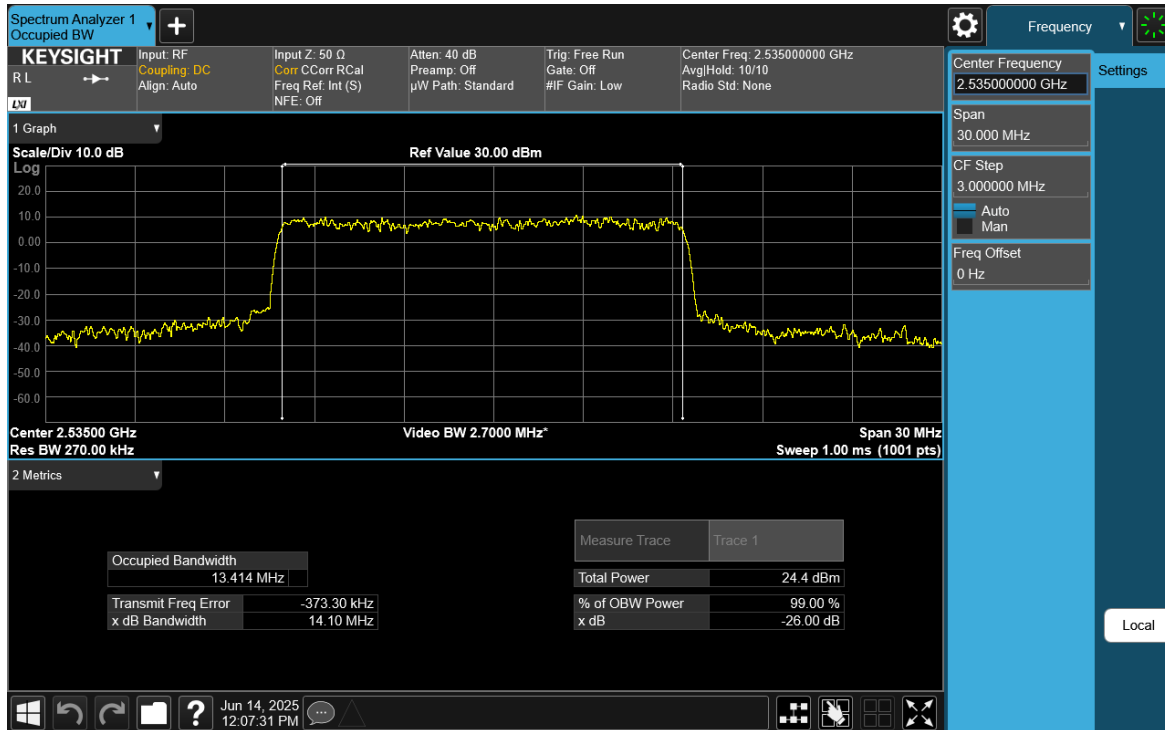 Spectrum Analyzer 1
Occupied BW
Frequency
KEYSIGHT
R L
LXI
Input: RF
Coupling: DC
Align: Auto
Input Z: 50 Ω
Corr CCorr RCal
Freq Ref: Int (S)
NFE: Off
Atten: 40 dB
Preamp: Off
µW Path: Standard
Trig: Free Run
Gate: Off
#IF Gain: Low
Center Freq: 2.535000000 GHz
Avg|Hold: 10/10
Radio Std: None
Center Frequency
2.535000000 GHz
Settings
Span
30.000 MHz
CF Step
3.000000 MHz
Auto
Man
Freq Offset
0 Hz
Local
1 Graph
Scale/Div 10.0 dB
Ref Value 30.00 dBm
Log
20.0
10.0
0.00
-10.0
-20.0
-30.0
-40.0
-50.0
-60.0
Center 2.53500 GHz
Video BW 2.7000 MHz*
Span 30 MHz
Res BW 270.00 kHz
Sweep 1.00 ms (1001 pts)
2 Metrics
Measure Trace Trace 1
Occupied Bandwidth
13.414 MHz
Total Power 24.4 dBm
Transmit Freq Error -373.30 kHz
% of OBW Power 99.00 %
x dB Bandwidth 14.10 MHz
x dB -26.00 dB
?
Jun 14, 2025
12:07:31 PM